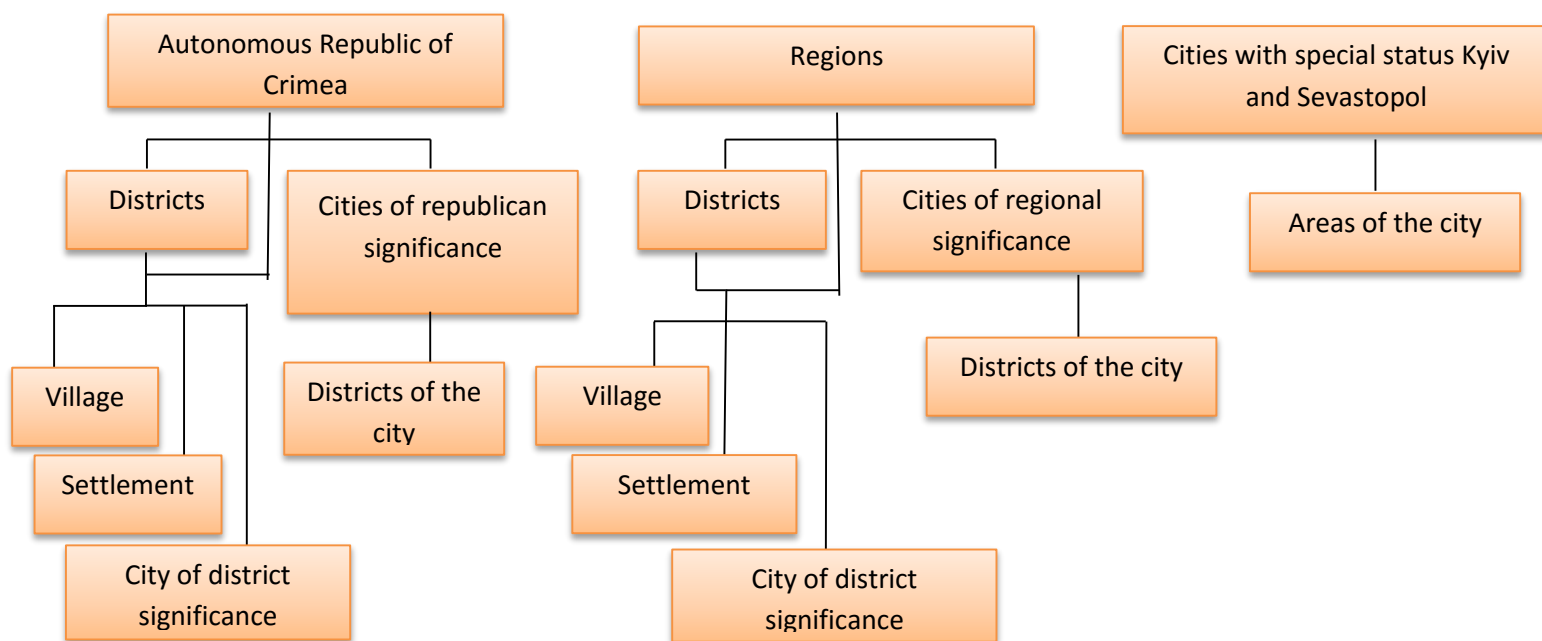 Autonomous Republic of
Crimea
Regions
Cities with special status Kyiv
and Sevastopol
Districts
Cities of republican
significance
Districts
Cities of regional
significance
Areas of the city
Village
Districts of the
city
Village
Districts of the city
Settlement
Settlement
City of district
significance
City of district
significance